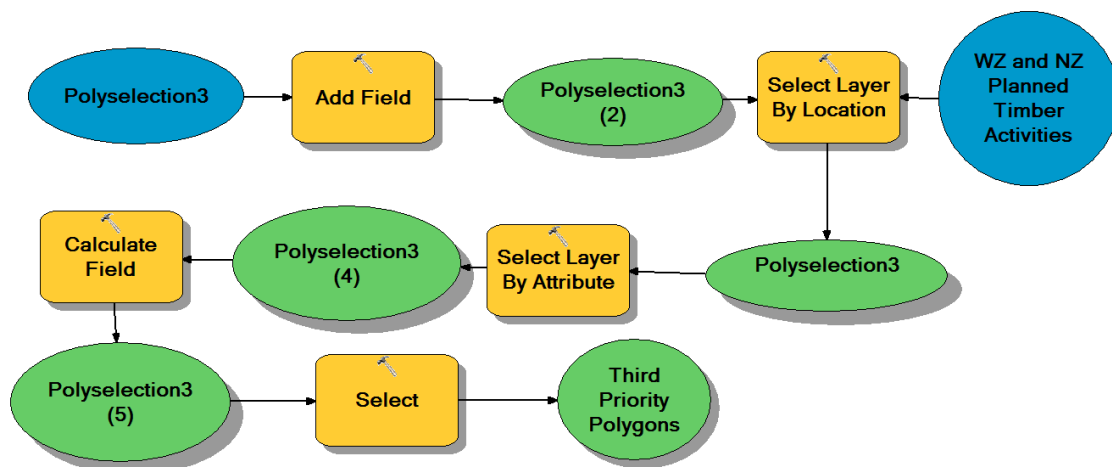 Polyselection3
Add Field
Polyselection3
(2)
Select Layer
By Location
WZ and NZ
Planned
Timber
Activities
Calculate
Field
Polyselection3
(4)
Select Layer
By Attribute
Polyselection3
Polyselection3
(5)
Select
Third
Priority
Polygons